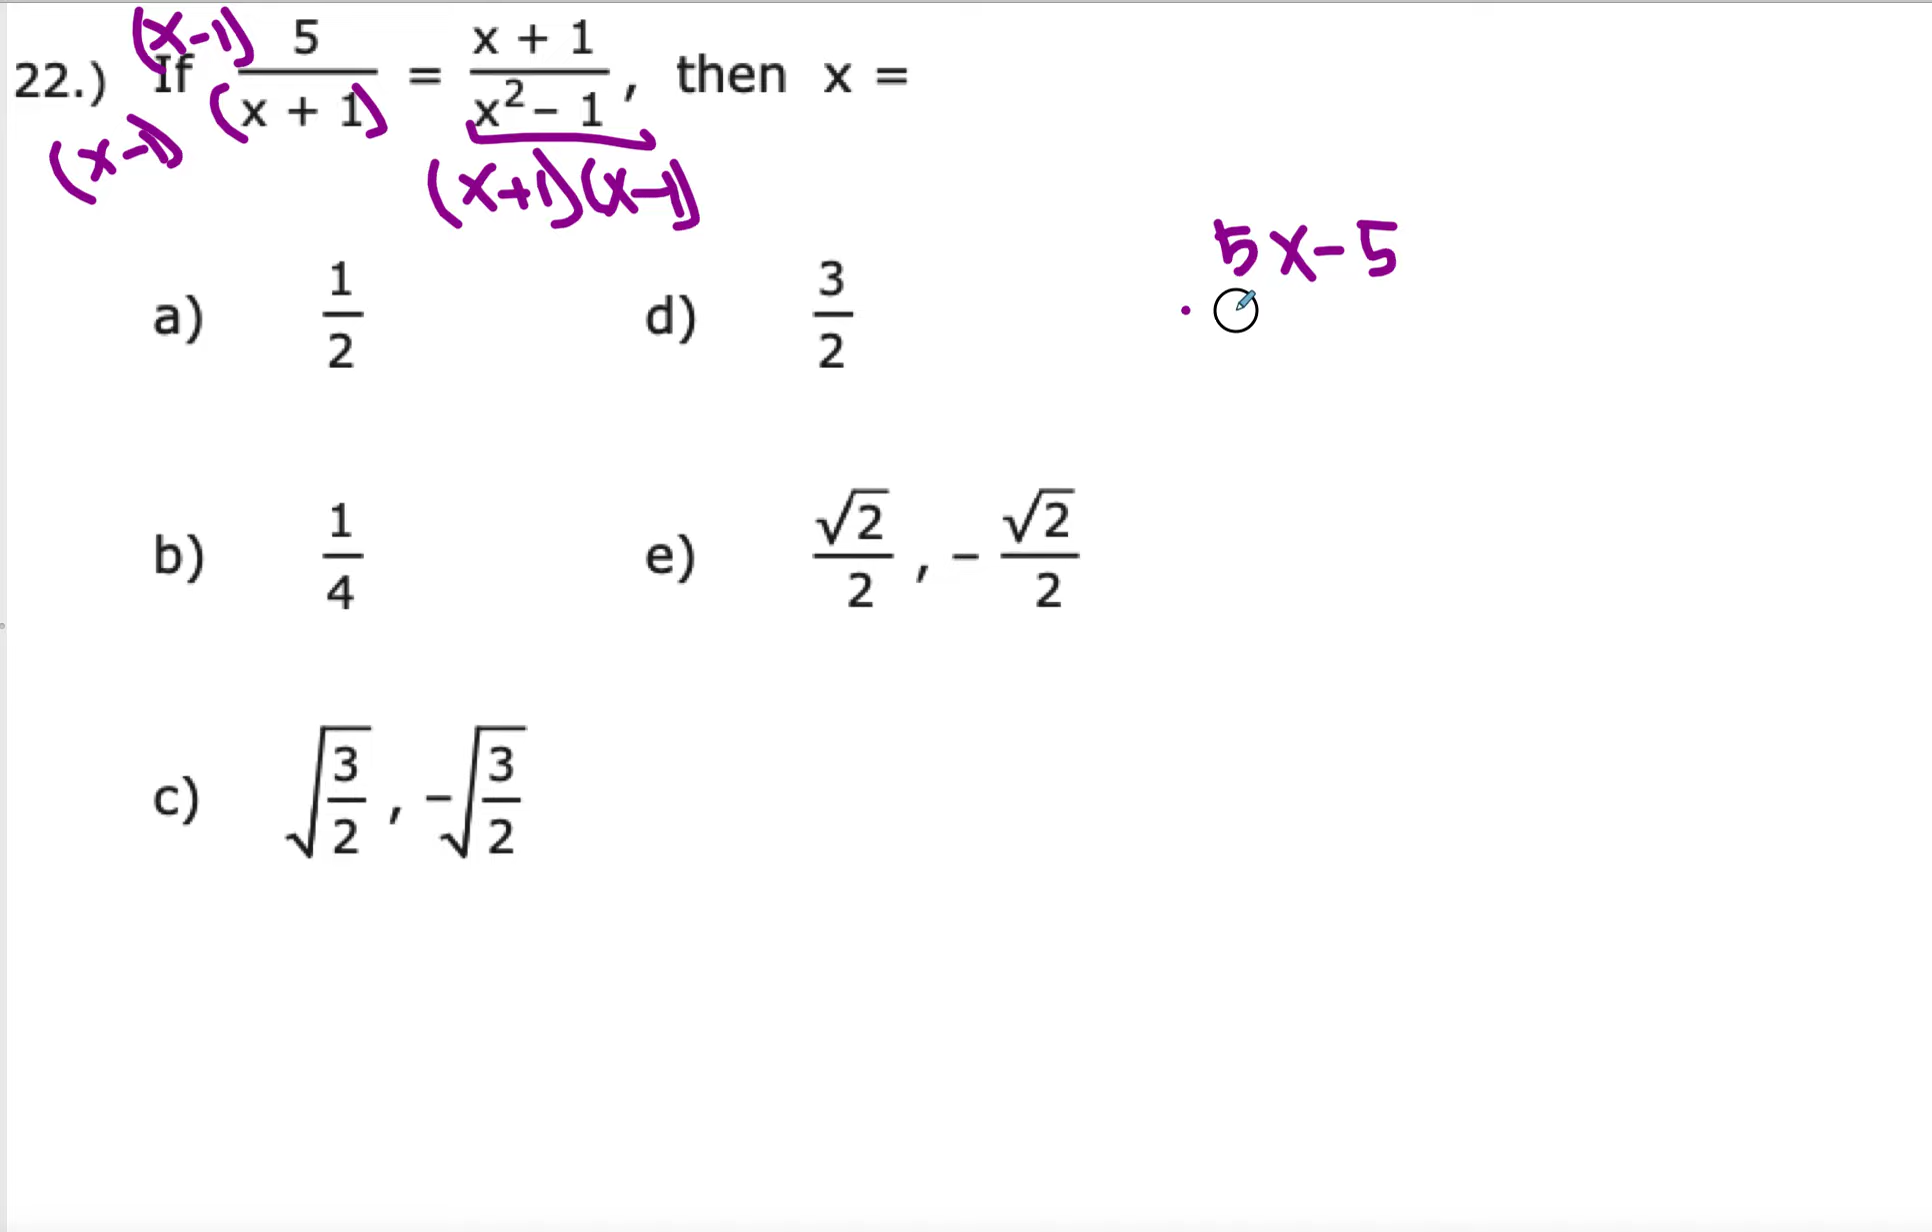 (x-1)
22.) If 5/(x + 1) = (x + 1)/(x² - 1), then x =
(x-1) (x+1)(x-1)
5x-5
a) 1/2 d) 3/2
b) 1/4 e) √2/2, -√2/2
c) √(3/2), -√(3/2)